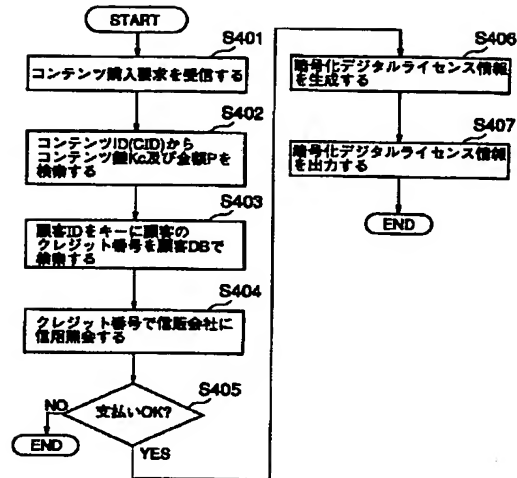 START
S401
コンテンツ購入要求を受信する
S402
コンテンツID(CID)から
コンテンツ鍵Kc及び金額Pを
検索する
S403
顧客IDをキーに顧客の
クレジット番号を顧客DBで
検索する
S404
クレジット番号で信販会社に
信用照会する
S405
支払いOK?
NO
END
YES
S406
暗号化デジタルライセンス情報
を生成する
S407
暗号化デジタルライセンス情報
を出力する
END